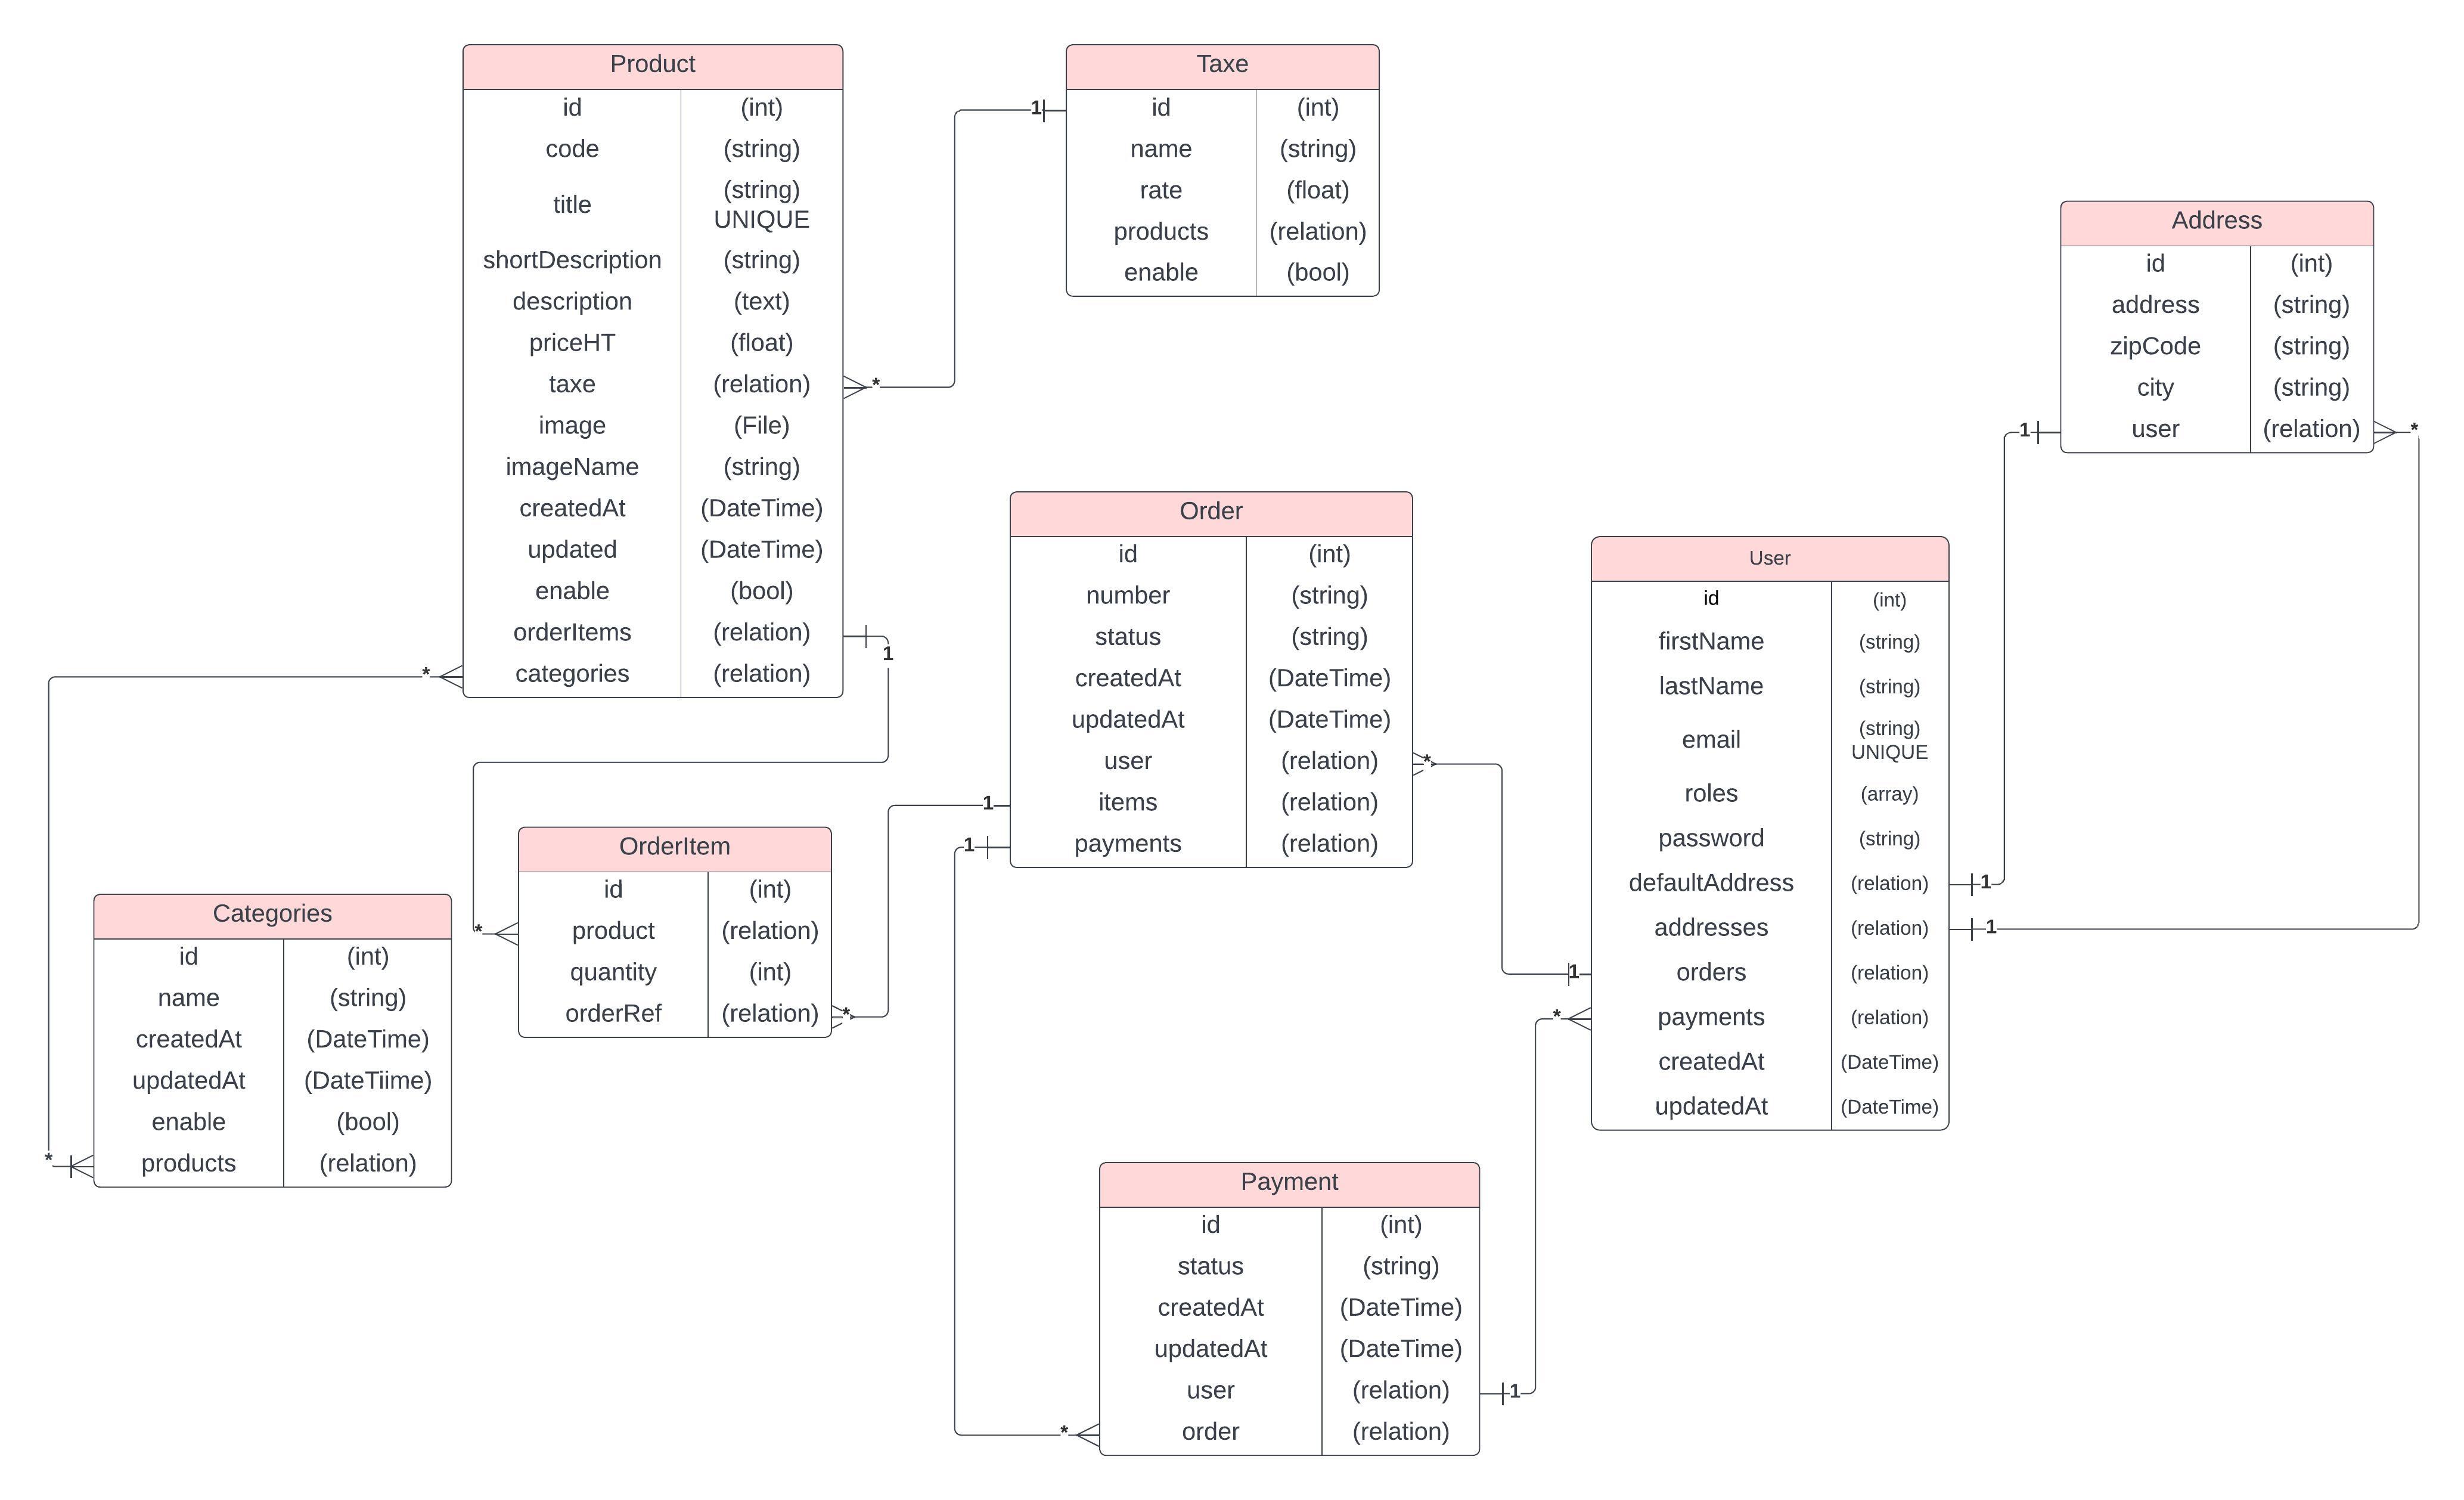 Product
id (int)
code (string)
title (string)
UNIQUE
shortDescription (string)
description (text)
priceHT (float)
taxe (relation)
image (File)
imageName (string)
createdAt (DateTime)
updated (DateTime)
enable (bool)
orderItems (relation)
categories (relation)
*
1
*
Taxe
id (int)
name (string)
rate (float)
products (relation)
enable (bool)
1
Address
id (int)
address (string)
zipCode (string)
city (string)
user (relation)
1
*
Order
id (int)
number (string)
status (string)
createdAt (DateTime)
updatedAt (DateTime)
user (relation)
items (relation)
payments (relation)
*
1
1
User
id (int)
firstName (string)
lastName (string)
email (string)
UNIQUE
roles (array)
password (string)
defaultAddress (relation)
addresses (relation)
orders (relation)
payments (relation)
createdAt (DateTime)
updatedAt (DateTime)
1
1
1
*
OrderItem
id (int)
product (relation)
quantity (int)
orderRef (relation)
*
*
Categories
id (int)
name (string)
createdAt (DateTime)
updatedAt (DateTiime)
enable (bool)
products (relation)
*
Payment
id (int)
status (string)
createdAt (DateTime)
updatedAt (DateTime)
user (relation)
order (relation)
1
*